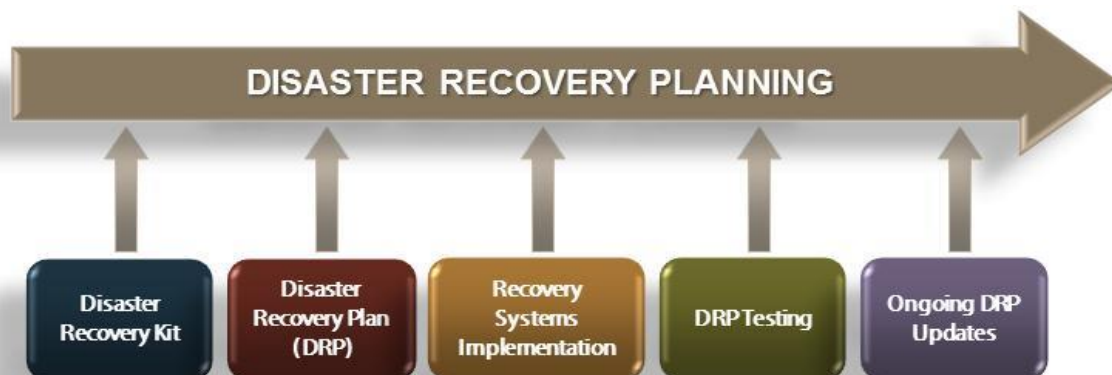 DISASTER RECOVERY PLANNING
Disaster
Recovery Kit
Disaster
Recovery Plan
(DRP)
Recovery
Systems
Implementation
DRP Testing
Ongoing DRP
Updates